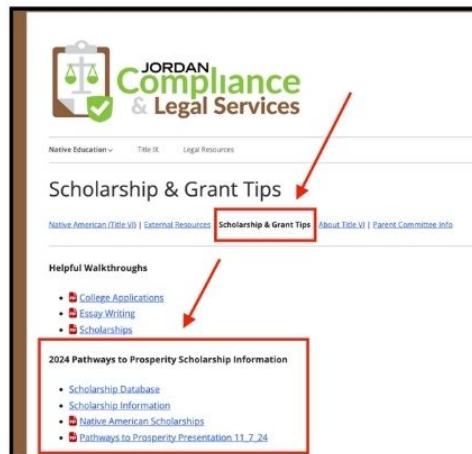 JORDAN
Compliance
& Legal Services
Native Education Title IX Legal Resources
Scholarship & Grant Tips
Native American (Title VI) | External Resources Scholarship & Grant Tips About Title VI | Parent Committee Info
Helpful Walkthroughs
College Applications
Essay Writing
Scholarships
2024 Pathways to Prosperity Scholarship Information
Scholarship Database
Scholarship Information
Native American Scholarships
Pathways to Prosperity Presentation 11_7_24